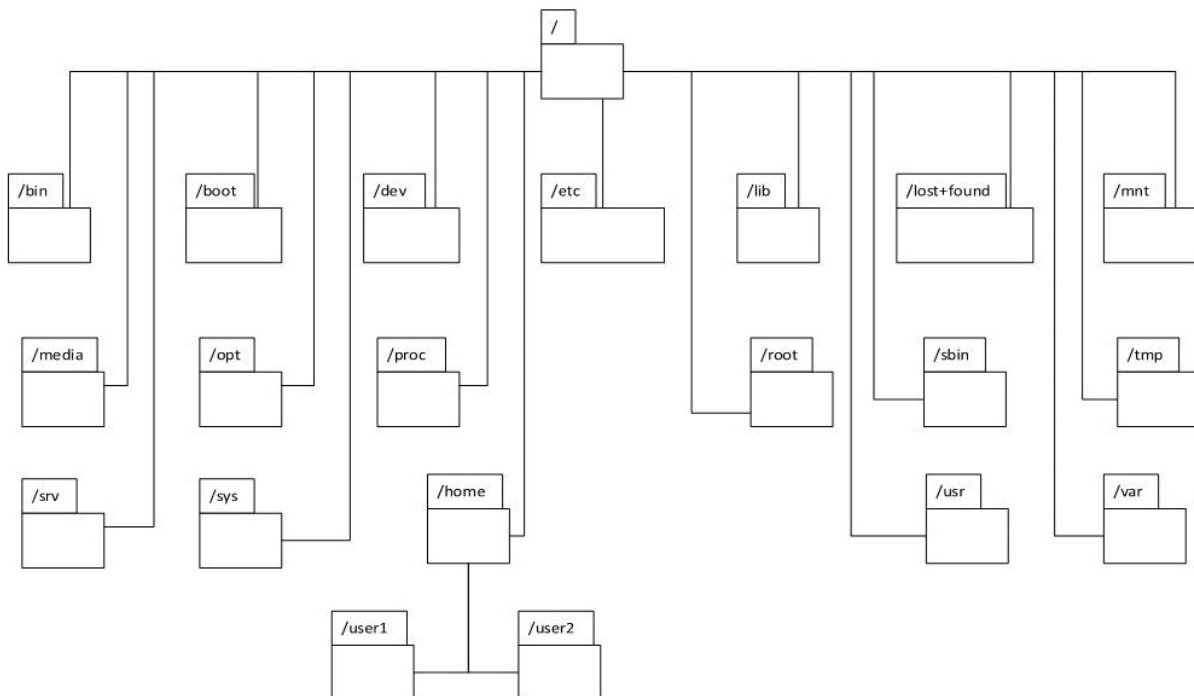 /
/bin
/boot
/dev
/etc
/lib
/lost+found
/mnt
/media
/opt
/proc
/root
/sbin
/tmp
/srv
/sys
/home
/usr
/var
/user1
/user2